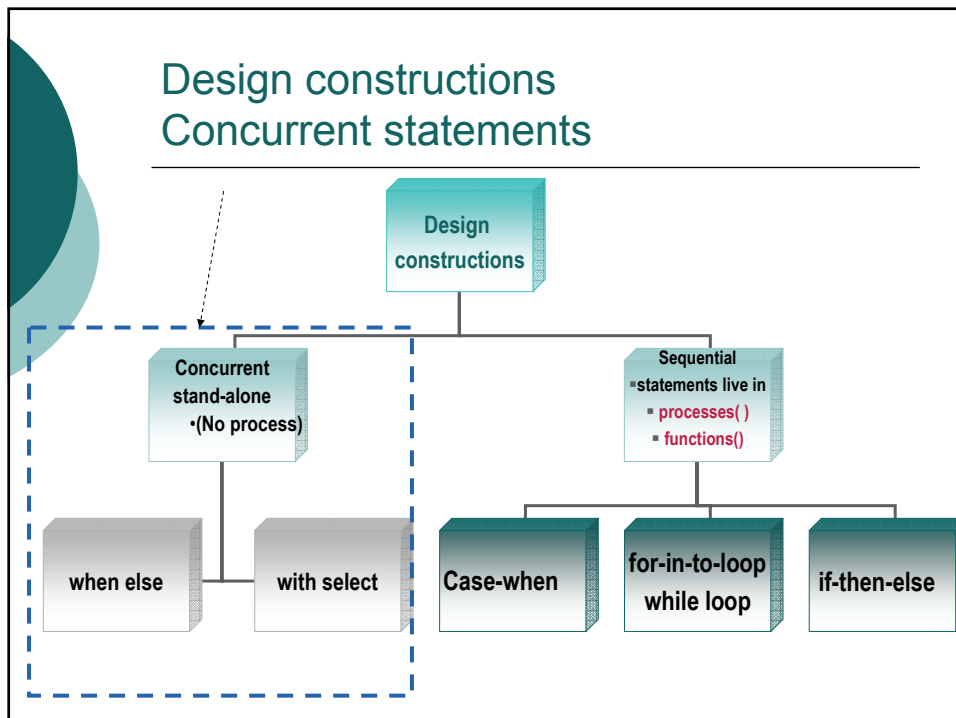 Design constructions
Concurrent statements
Design
constructions
Concurrent
stand-alone
•(No process)
Sequential
▪statements live in
▪ processes( )
▪ functions()
when else
with select
Case-when
for-in-to-loop
while loop
if-then-else